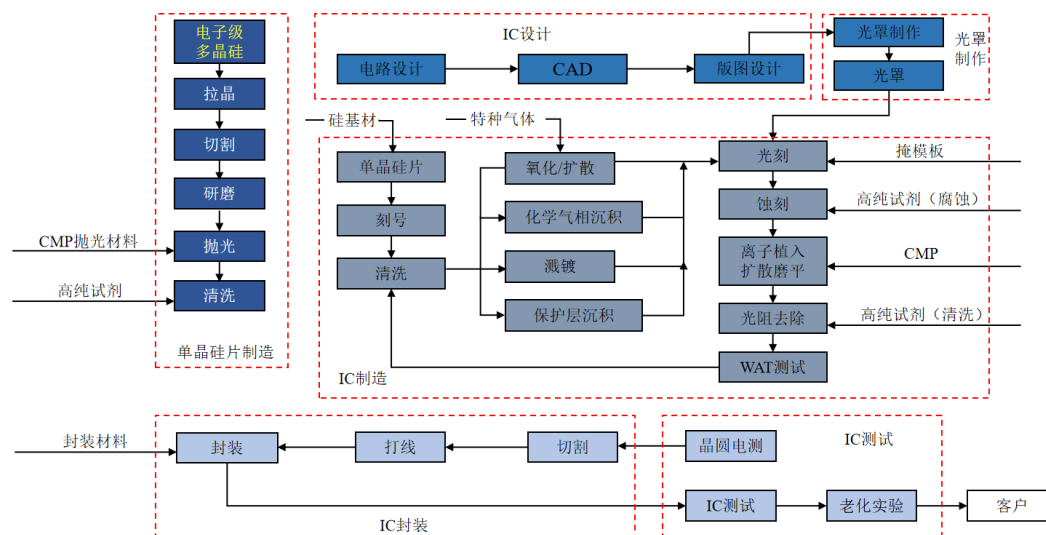 电子级
多晶硅
拉晶
切割
研磨
抛光
清洗
CMP抛光材料
高纯试剂
单晶硅片制造
IC设计
电路设计
CAD
版图设计
光罩制作
光罩
光罩
制作
硅基材
特种气体
单晶硅片
刻号
清洗
氧化/扩散
化学气相沉积
溅镀
保护层沉积
光刻
蚀刻
离子植入
扩散磨平
光阻去除
WAT测试
掩模板
高纯试剂（腐蚀）
CMP
高纯试剂（清洗）
IC制造
封装材料
封装
打线
切割
晶圆电测
IC测试
IC测试
老化实验
客户
IC封装